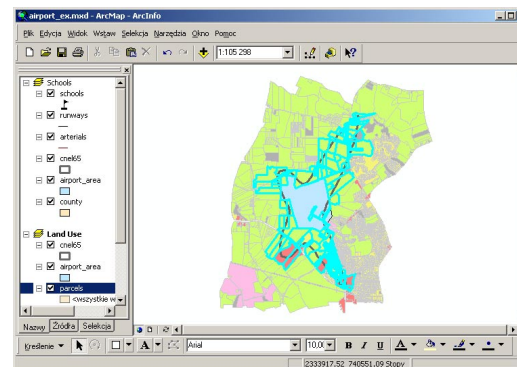 airport_ex.mxd - ArcMap - ArcInfo
Plik Edycja Widok Wstaw Selekcja Narzędzia Okno Pomoc
1:105 298
Schools
schools
runways
arterials
cnel65
airport_area
county
Land Use
cnel65
airport_area
parcels
<wszystkie w
Nazwy Źródła Selekcja
Kreślenie A Arial 10,00 B I U A
2333917.52 740551.09 Stopy